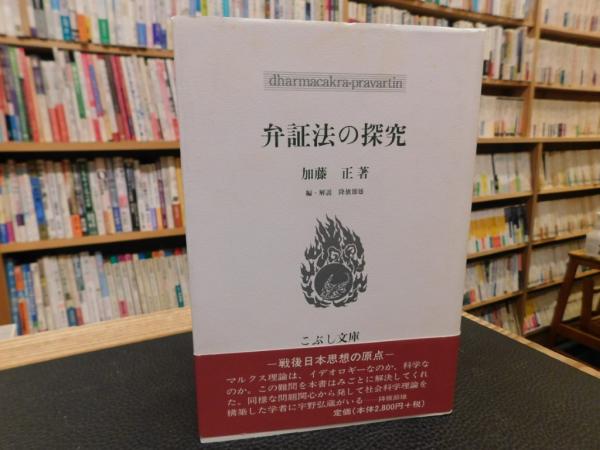 dharmacakra-pravartin
弁証法の探究
加藤 正著
編・解説 降旗節雄
こぶし文庫
―戦後日本思想の原点―
マルクス理論は、イデオロギーなのか、科学な
のか。この難問を本書はみごとに解決してくれ
た。同様な問題関心から発して社会科学理論を
構築した学者に宇野弘蔵がいる――降旗節雄
定価(本体2,800円+税)